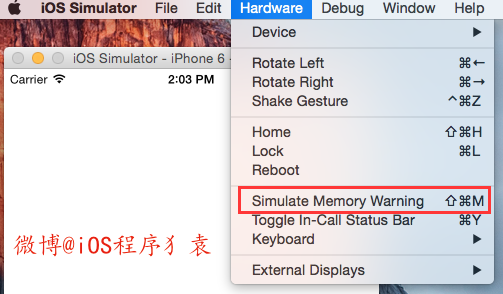 iOS Simulator File Edit Hardware Debug Window Help
iOS Simulator - iPhone 6 -
Carrier 2:03 PM
Device ▶
Rotate Left ⌘←
Rotate Right ⌘→
Shake Gesture ^⌘Z
Home ⇧⌘H
Lock ⌘L
Reboot
Simulate Memory Warning ⇧⌘M
Toggle In-Call Status Bar ⌘Y
Keyboard ▶
External Displays ▶
微博@iOS程序犭袁